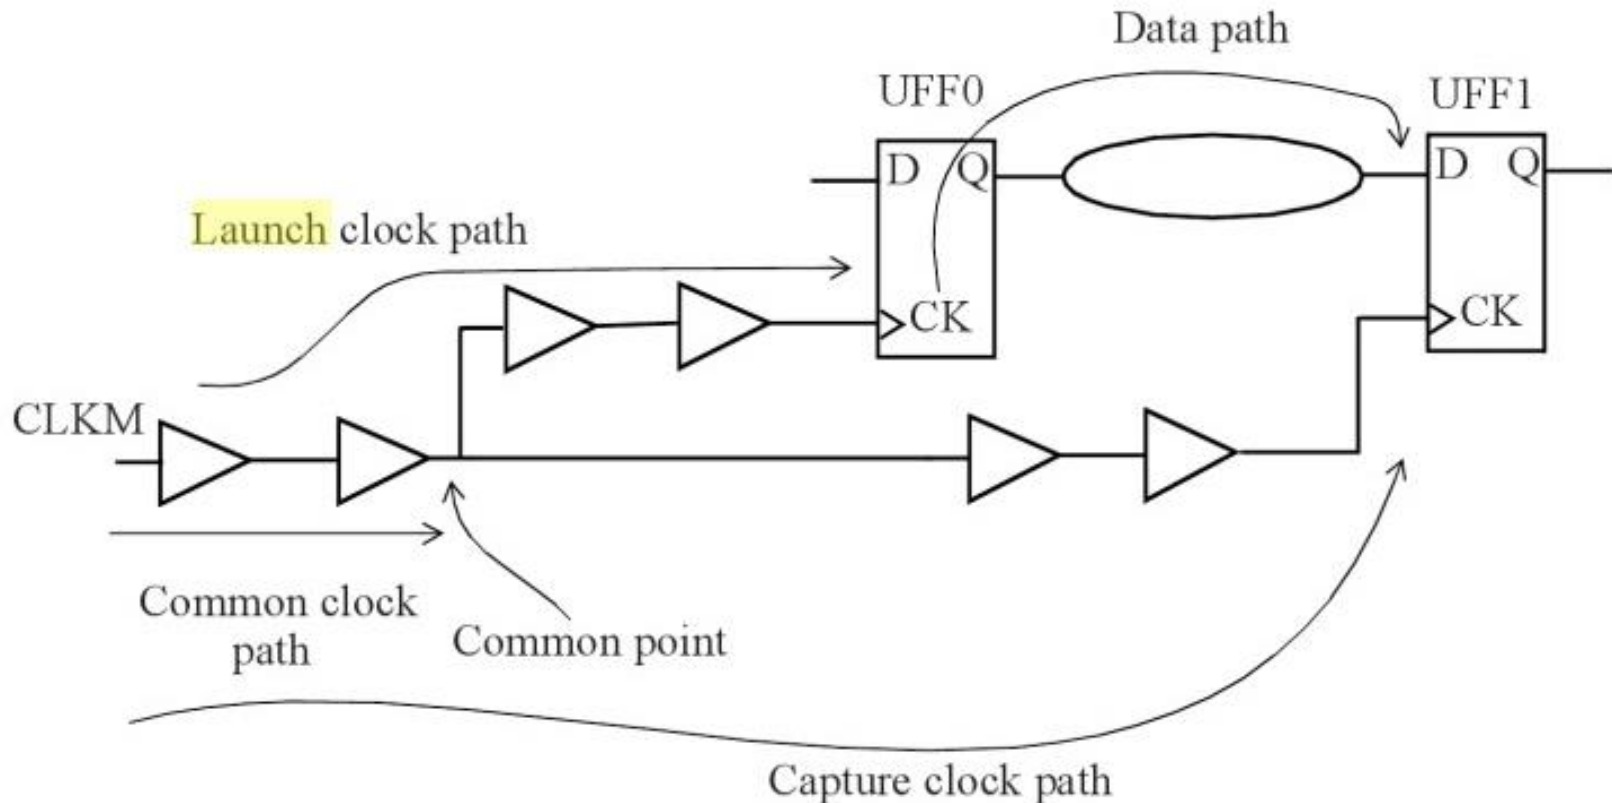 Data path
UFF0
UFF1
D Q
D Q
Launch clock path
CK
CK
CLKM
Common clock
path
Common point
Capture clock path